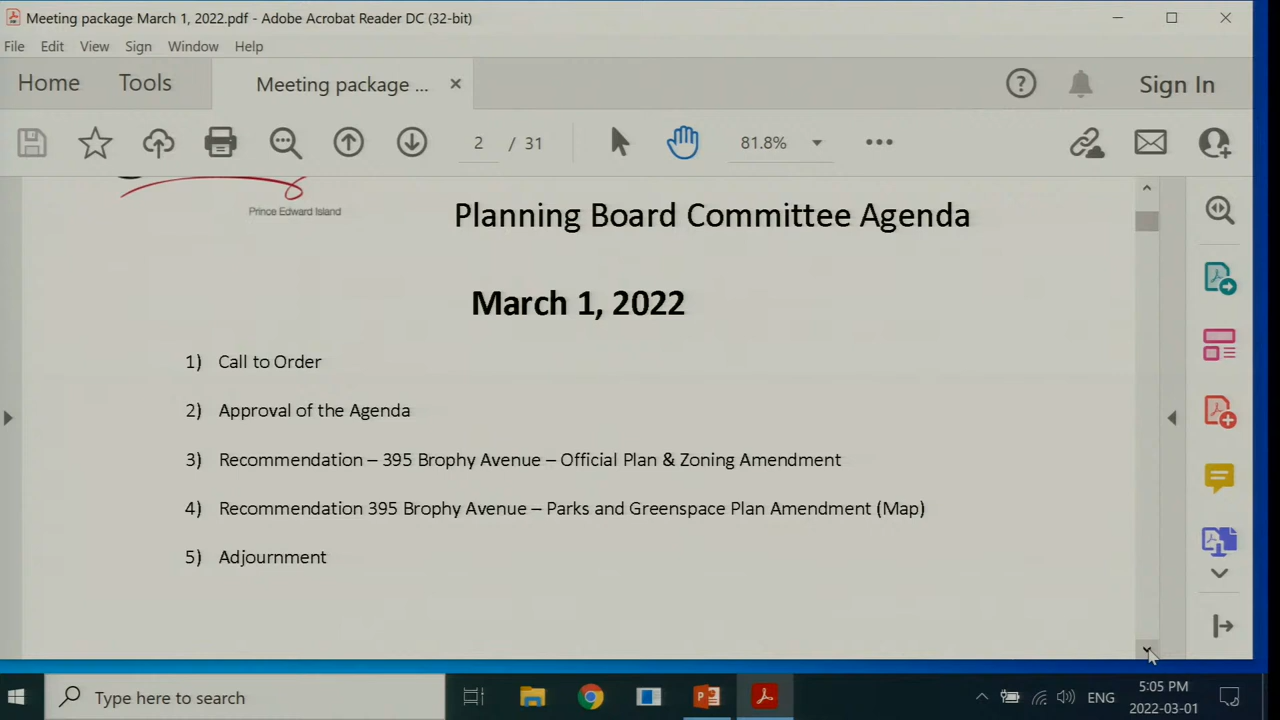 Meeting package March 1, 2022.pdf - Adobe Acrobat Reader DC (32-bit)
File Edit View Sign Window Help
Home Tools Meeting package ... Sign In
2 / 31 81.8%
Prince Edward Island
Planning Board Committee Agenda
March 1, 2022
1) Call to Order
2) Approval of the Agenda
3) Recommendation – 395 Brophy Avenue – Official Plan & Zoning Amendment
4) Recommendation 395 Brophy Avenue – Parks and Greenspace Plan Amendment (Map)
5) Adjournment
Type here to search
ENG
5:05 PM
2022-03-01